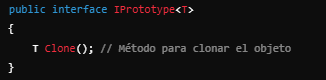 public interface IPrototype<T>
{
    T Clone(); // Método para clonar el objeto
}